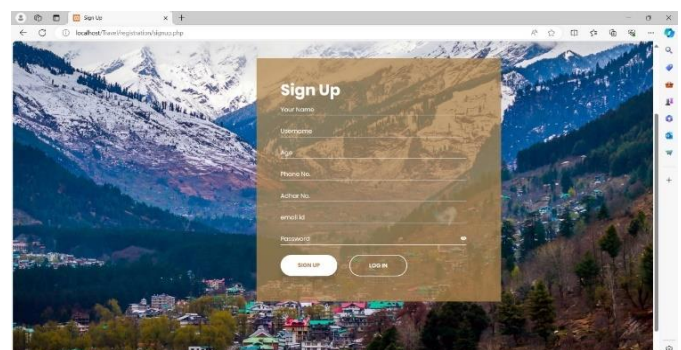 Sign Up
localhost/Travel/registration/signup.php
Sign Up
Your Name
Username
Age
Phone No.
Adhar No.
email id
Password
SIGN UP
LOG IN